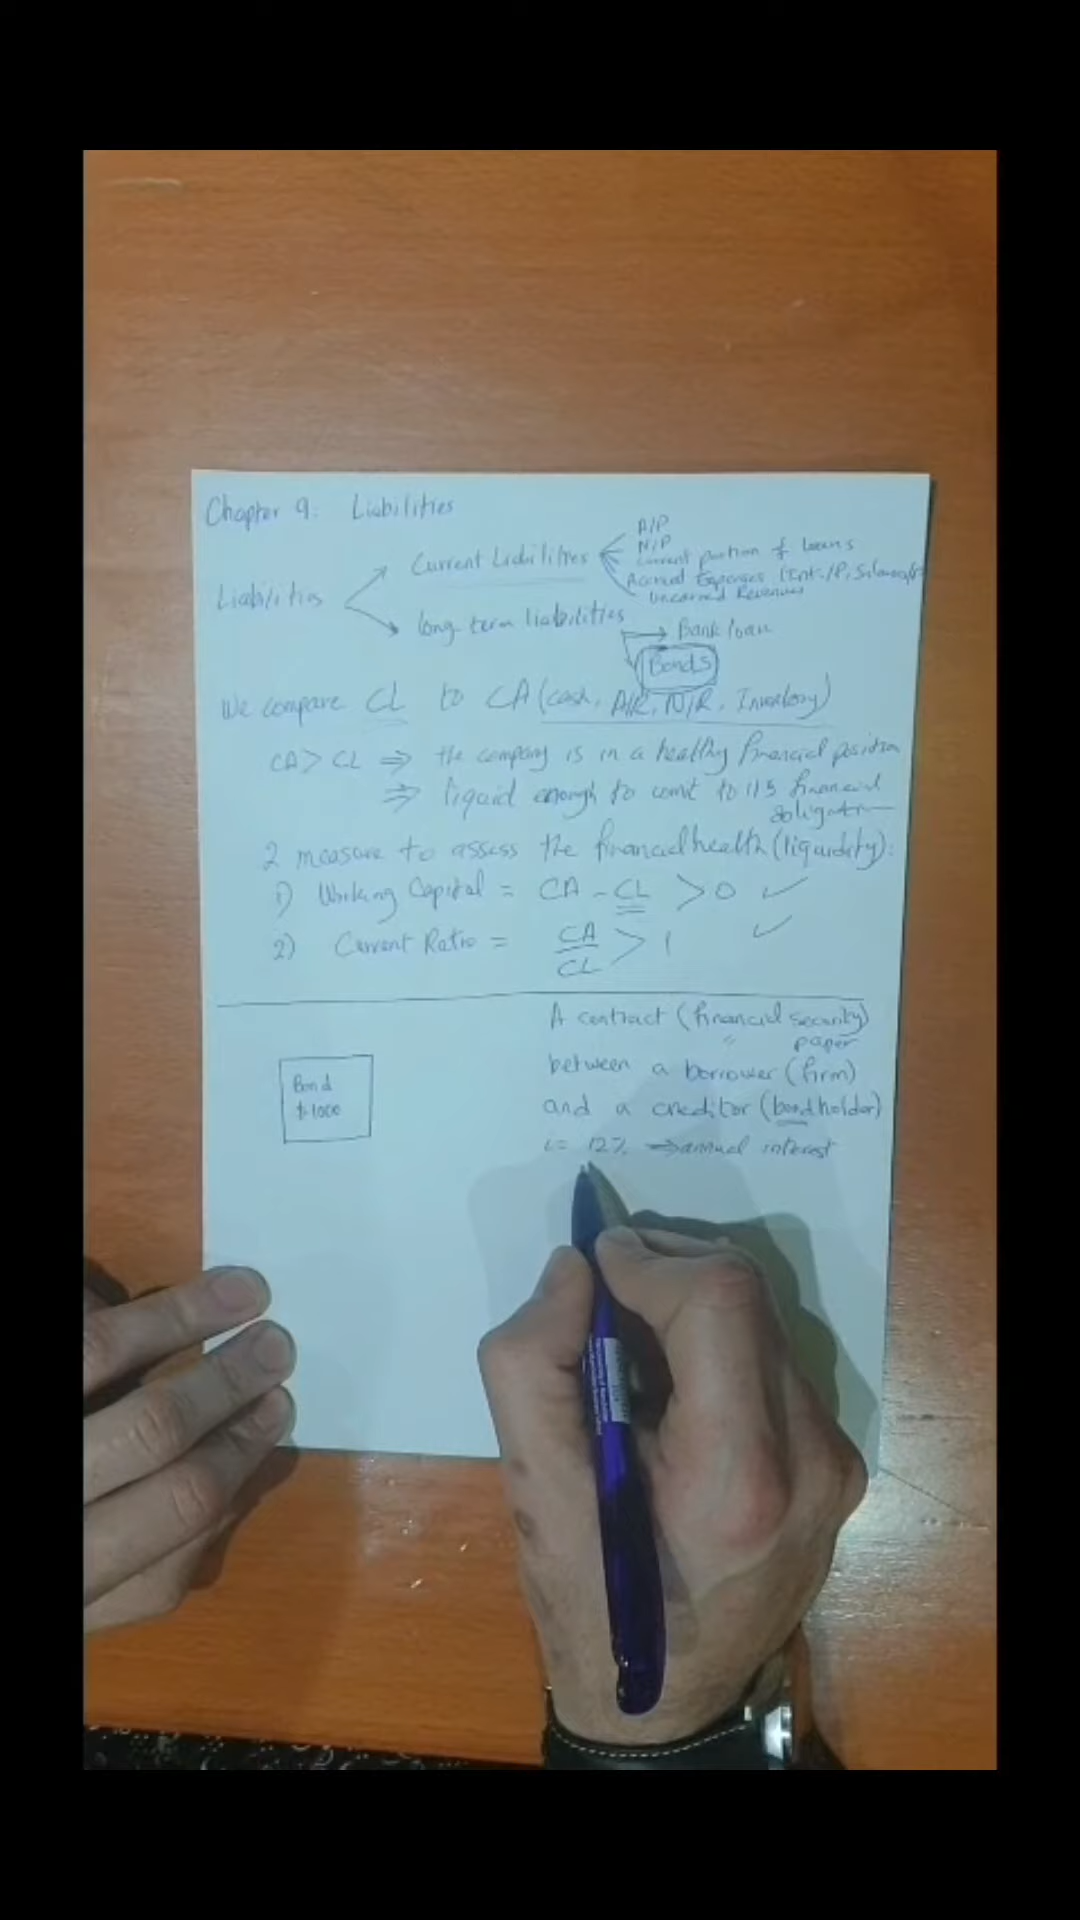 Chapter 9: Liabilities
Liabilities
Current Liabilities
A/P
N/P
Current portion of loans
Accrued Expenses (Int./P, Salaries/P
Unearned Revenues
long-term liabilities
Bank loan
Bonds
We compare CL to CA (cash, A/R, N/R, Inventory)
CA > CL ⇒ the company is in a healthy financial position
⇒ liquid enough to comit to its financial
obligation
2 measure to assess the financial health (liquidity):
1) Working Capital = CA - CL > 0 ✓
2) Current Ratio = CA/CL > 1 ✓
A contract (financial security)
paper
between a borrower (firm)
and a creditor (bondholder)
i = 12% ⇒ annual interest
Bond
$1000